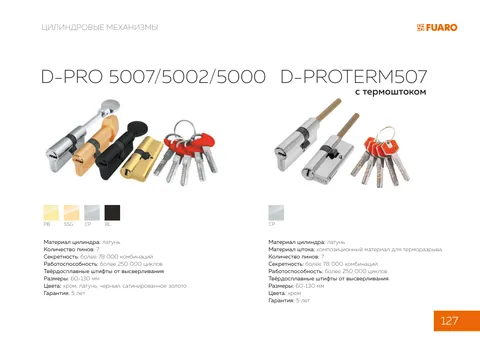 ЦИЛИНДРОВЫЕ МЕХАНИЗМЫ
FUARO
D-PRO 5007/5002/5000
D-PROTERM507
с термоштоком
PB SSG CP BL
Материал цилиндра: латунь
Количество пинов: 7
Секретность: более 78 000 комбинаций
Работоспособность: более 250 000 циклов
Твёрдосплавные штифты от высверливания
Размеры: 60-130 мм
Цвета: хром, латунь, черный, сатинированное золото
Гарантия: 5 лет
CP
Материал цилиндра: латунь
Материал штока: композиционный материал для терморазрыва
Количество пинов: 7
Секретность: более 78 000 комбинаций
Работоспособность: более 250 000 циклов
Твёрдосплавные штифты от высверливания
Размеры: 60-130 мм
Цвета: хром
Гарантия: 5 лет
127